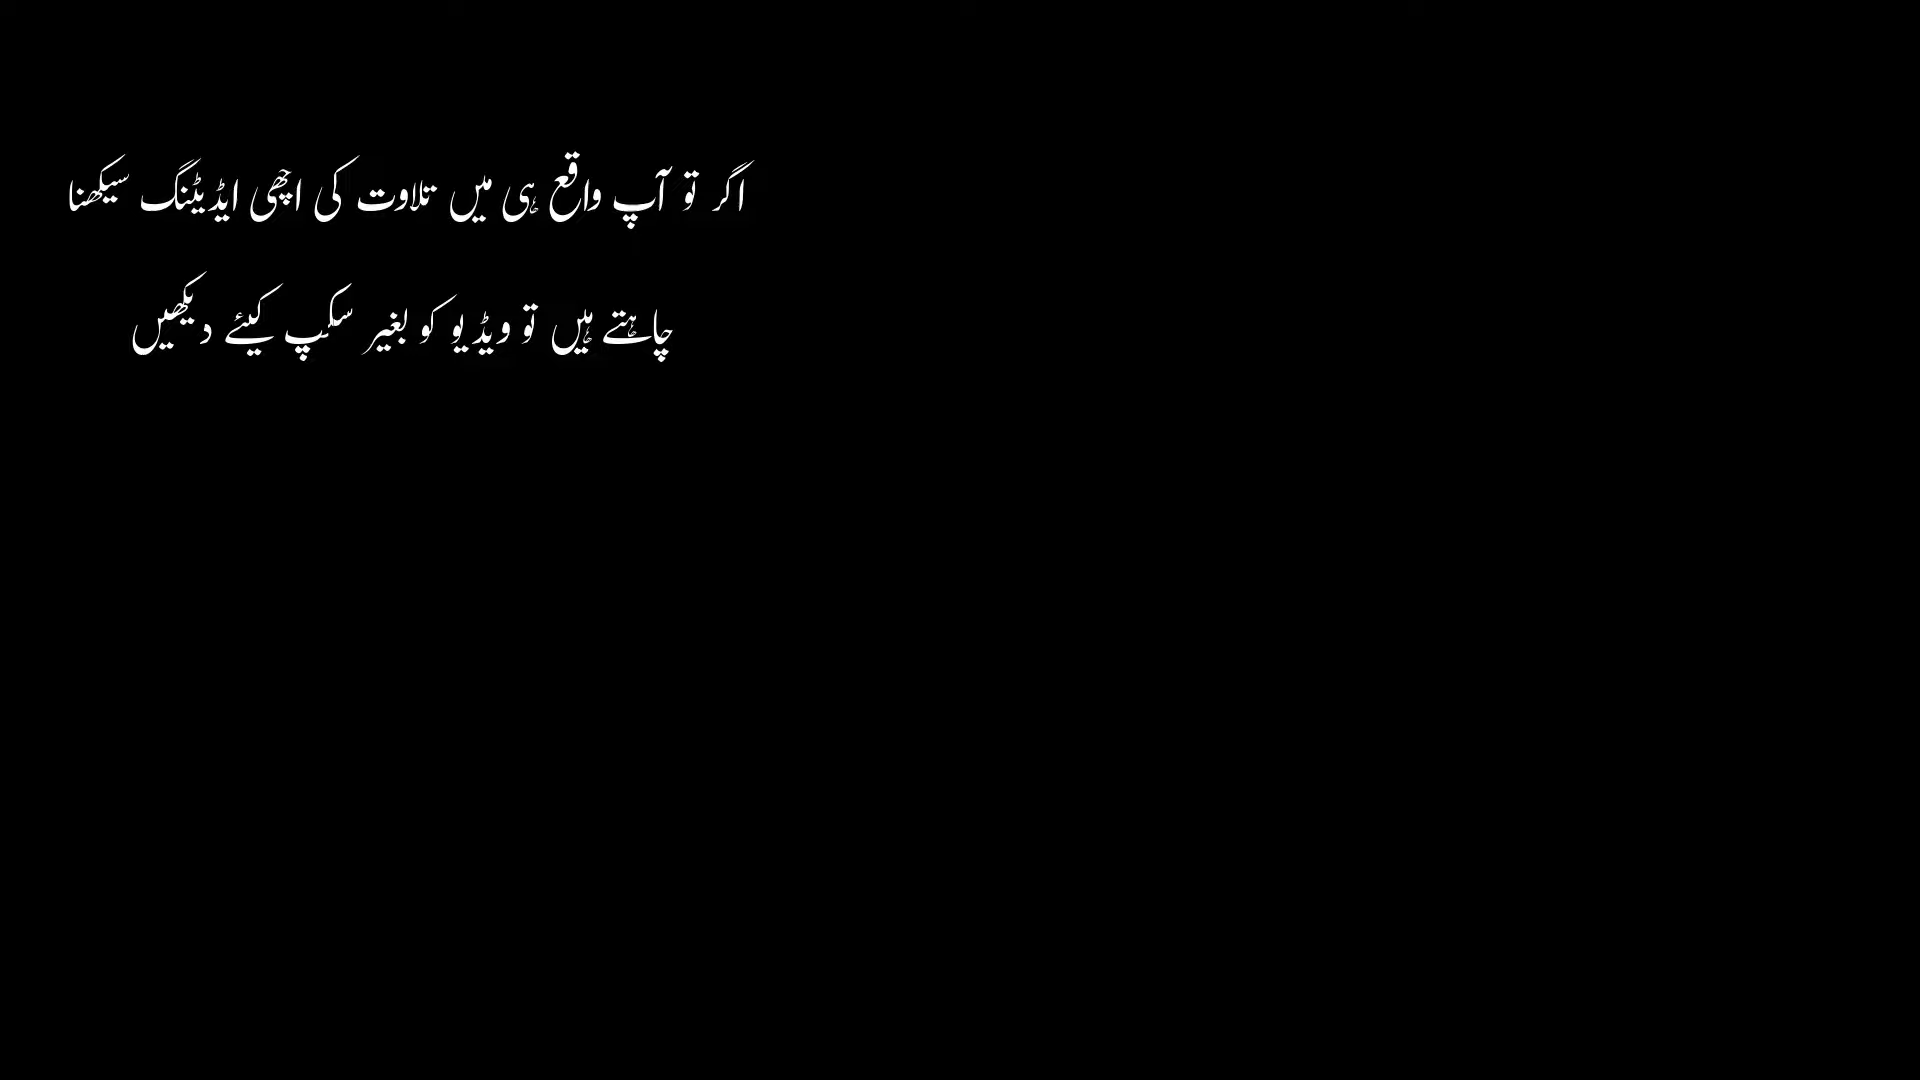 اگر تو آپ واقع ہی میں تلاوت کی اچھی ایڈیٹنگ سیکھنا
چاہتے ہیں تو ویڈیو کو بغیر سکپ کیئے دیکھیں